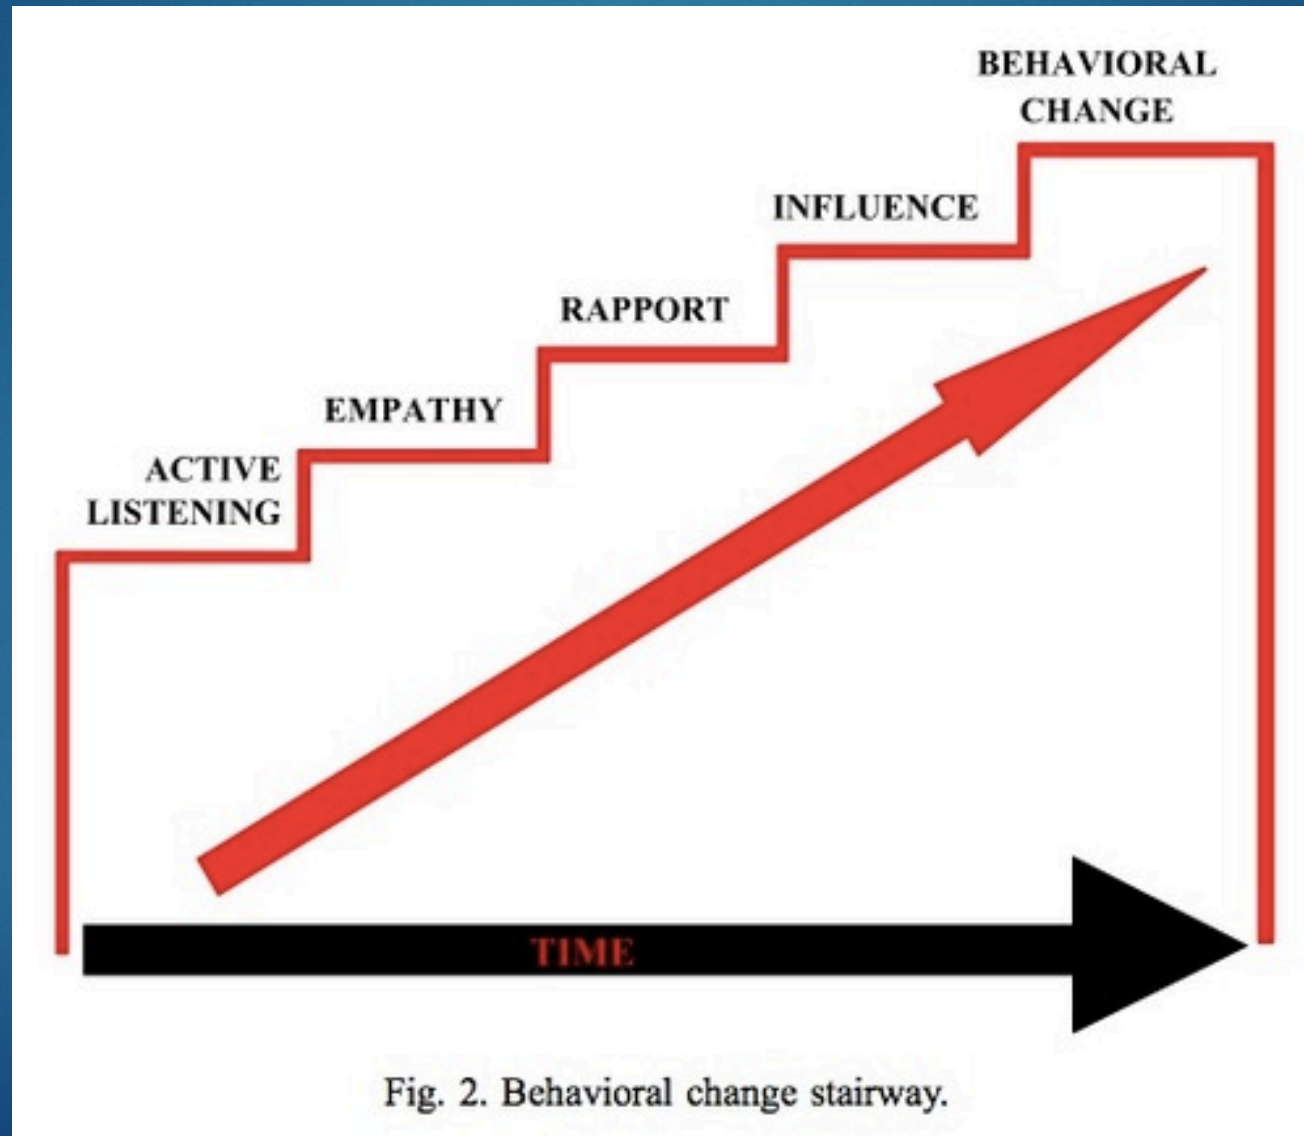 BEHAVIORAL
CHANGE
INFLUENCE
RAPPORT
EMPATHY
ACTIVE
LISTENING
TIME
Fig. 2. Behavioral change stairway.